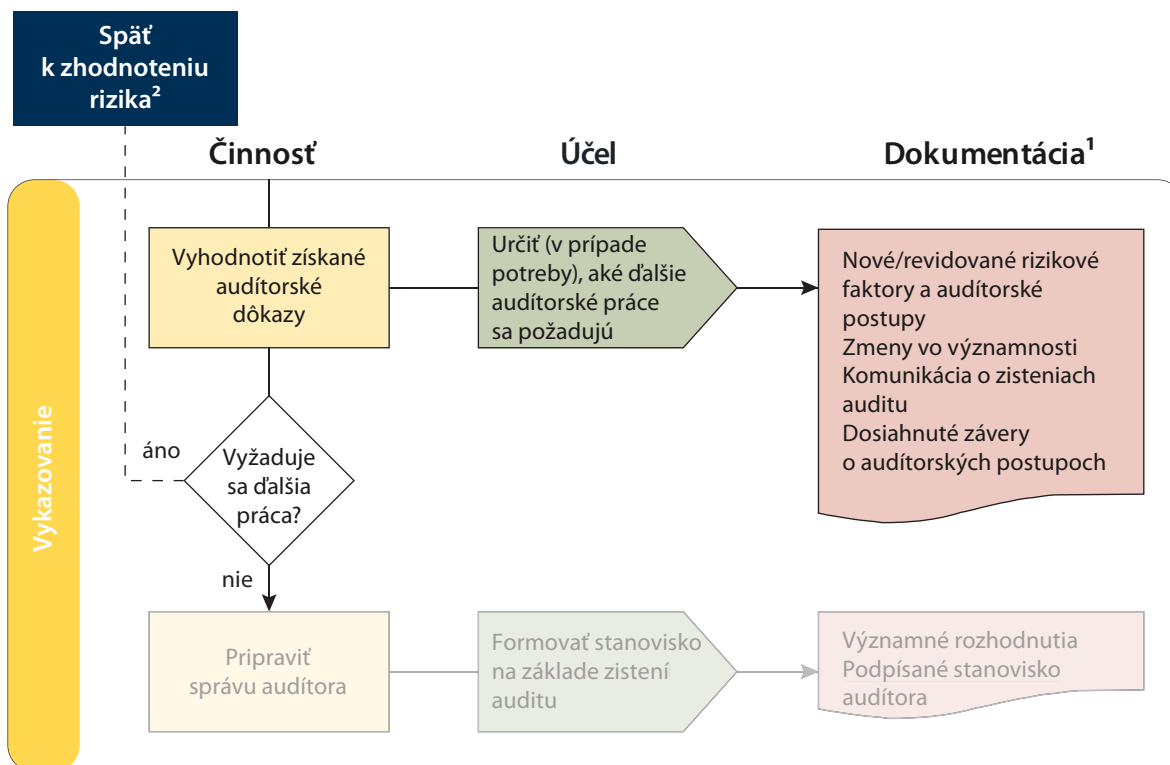 Späť
k zhodnoteniu
rizika²
Činnosť
Účel
Dokumentácia¹
Vykazovanie
Vyhodnotiť získané
audítorské
dôkazy
Určiť (v prípade
potreby), aké ďalšie
audítorské práce
sa požadujú
Nové/revidované rizikové
faktory a audítorské
postupy
Zmeny vo významnosti
Komunikácia o zisteniach
auditu
Dosiahnuté závery
o audítorských postupoch
áno
Vyžaduje
sa ďalšia
práca?
nie
Pripraviť
správu audítora
Formovať stanovisko
na základe zistení
auditu
Významné rozhodnutia
Podpísané stanovisko
audítora